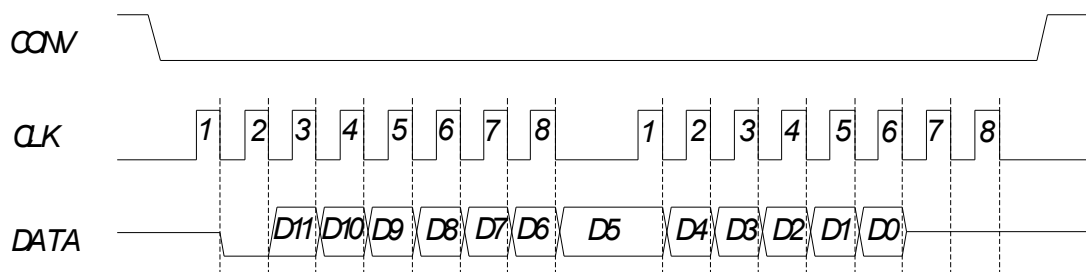 CONV
CLK 1 2 3 4 5 6 7 8 1 2 3 4 5 6 7 8
DATA D11 D10 D9 D8 D7 D6 D5 D4 D3 D2 D1 D0